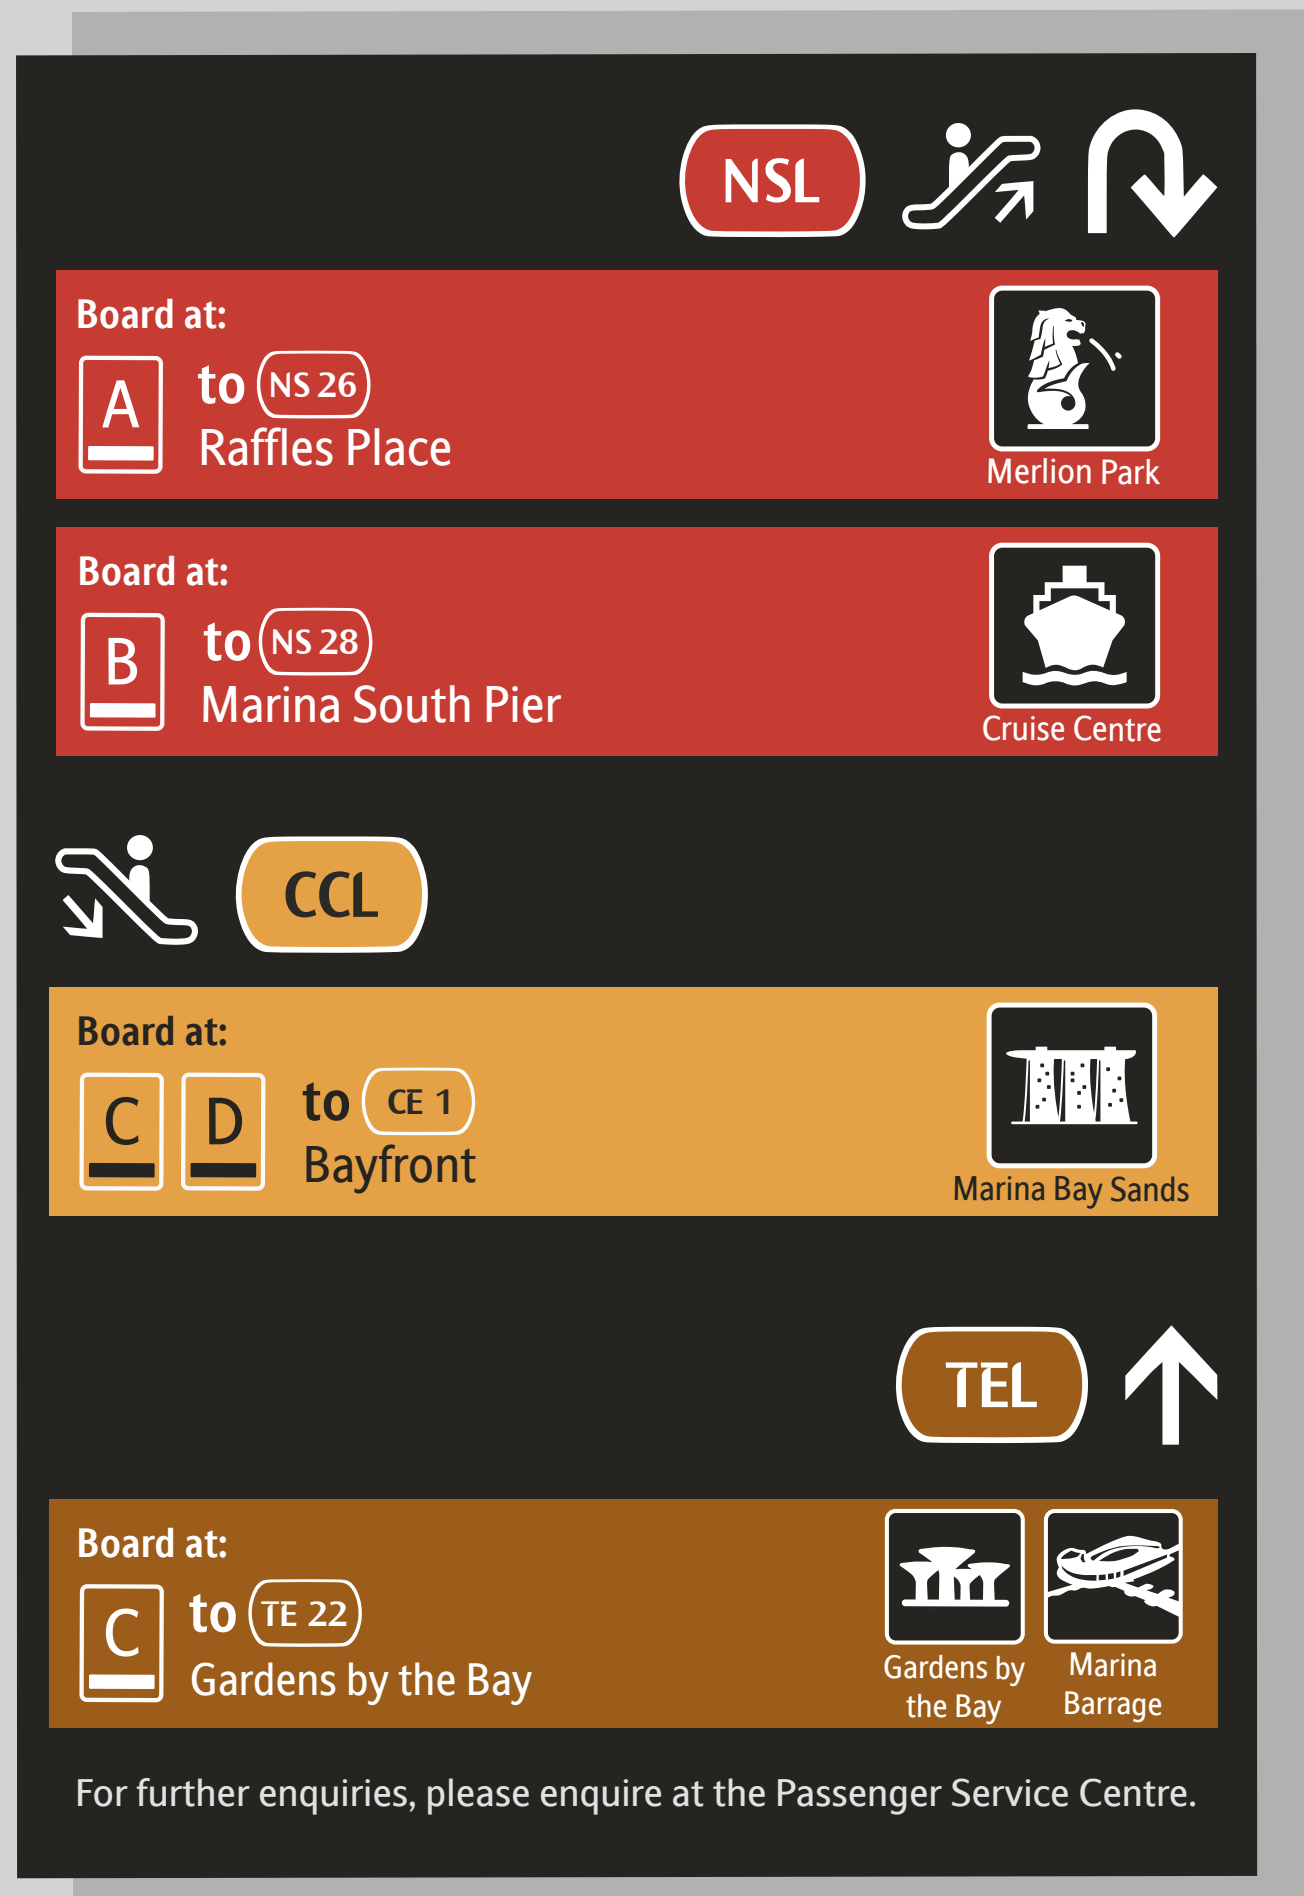 NSL
Board at:
A to NS 26
Raffles Place
Merlion Park
Board at:
B to NS 28
Marina South Pier
Cruise Centre
CCL
Board at:
C D to CE 1
Bayfront
Marina Bay Sands
TEL
Board at:
C to TE 22
Gardens by the Bay
Gardens by
the Bay
Marina
Barrage
For further enquiries, please enquire at the Passenger Service Centre.